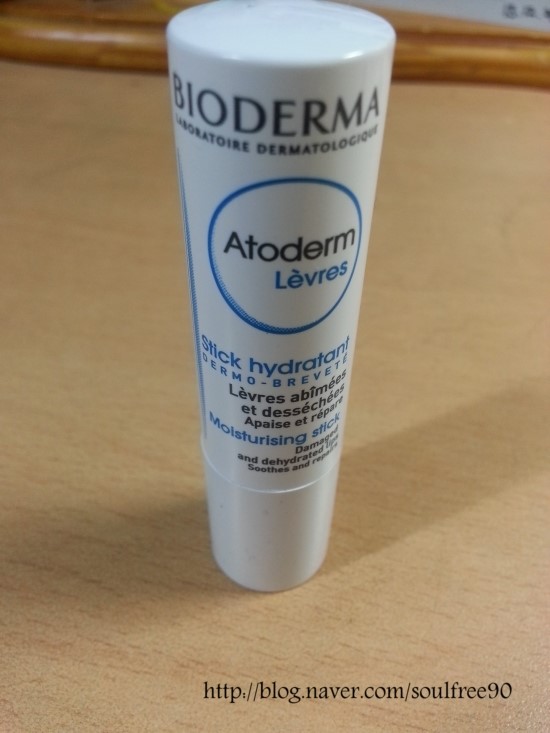 BIODERMA
LABORATOIRE DERMATOLOGIQUE
Atoderm
Lèvres
Stick hydratant
DERMO-BREVETÉ
Lèvres abîmées
et desséchées
Apaise et répare
Moisturising stick
Damaged
and dehydrated lips
Soothes and repairs
http://blog.naver.com/soulfree90